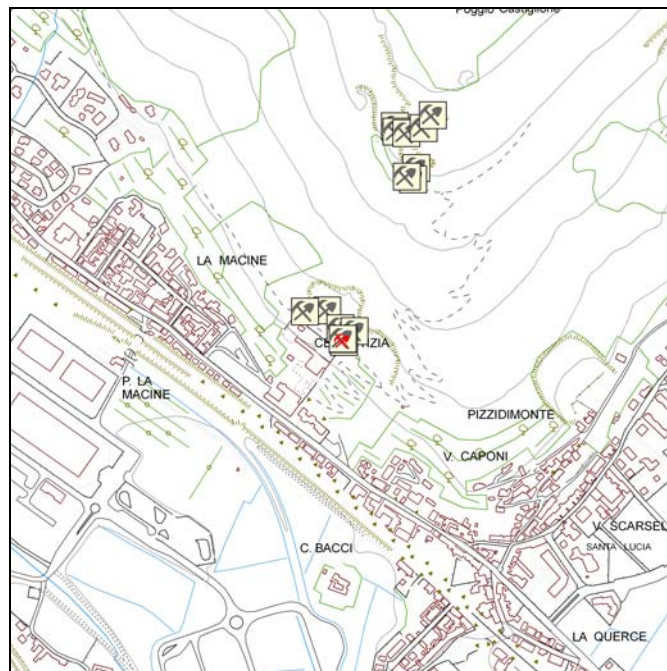 Poggio Castiglione
LA MACINE
P. LA
MACINE
PIZZIDIMONTE
V. CAPONI
V. SCARSEL
SANTA LUCIA
C. BACCI
LA QUERCE